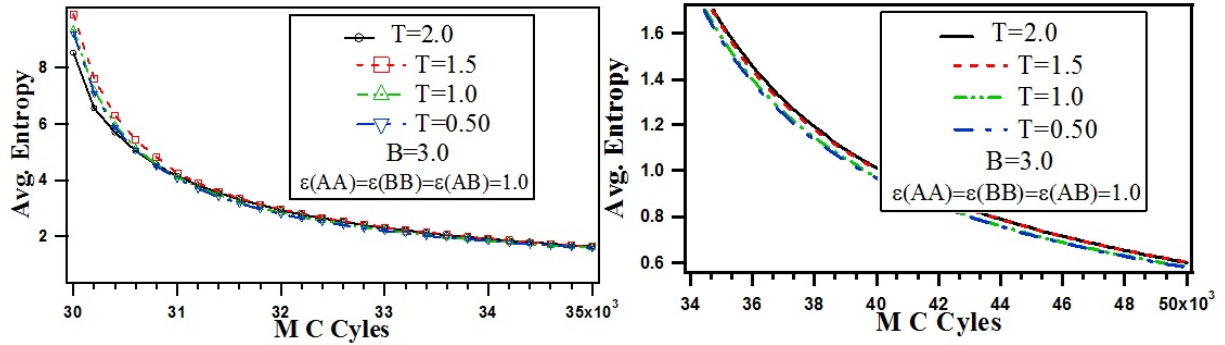 Avg. Entropy
8
6
4
2
T=2.0
T=1.5
T=1.0
T=0.50
B=3.0
ε(AA)=ε(BB)=ε(AB)=1.0
30 31 32 33 34 35x10³
M C Cyles
Avg. Entropy
1.6
1.4
1.2
1.0
0.8
0.6
T=2.0
T=1.5
T=1.0
T=0.50
B=3.0
ε(AA)=ε(BB)=ε(AB)=1.0
34 36 38 40 42 44 46 48 50x10³
M C Cyles